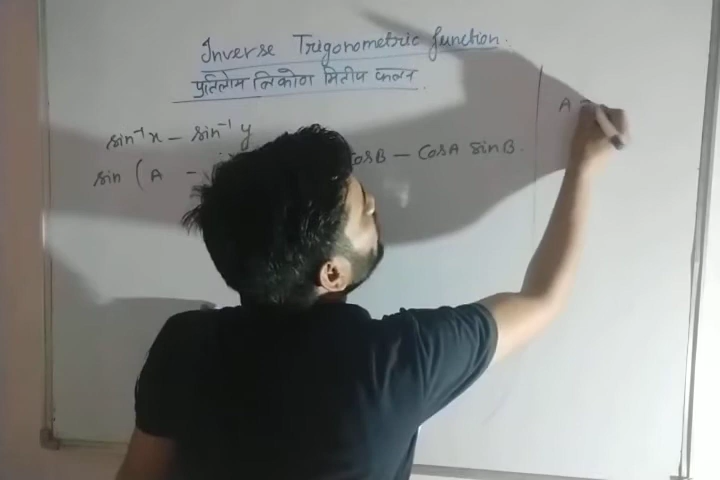 Inverse Trigonometric function.
प्रतिलोम त्रिकोण मितीय फलन.
sin⁻¹x – sin⁻¹y
sin (A – cosB – cosA sinB.
A =